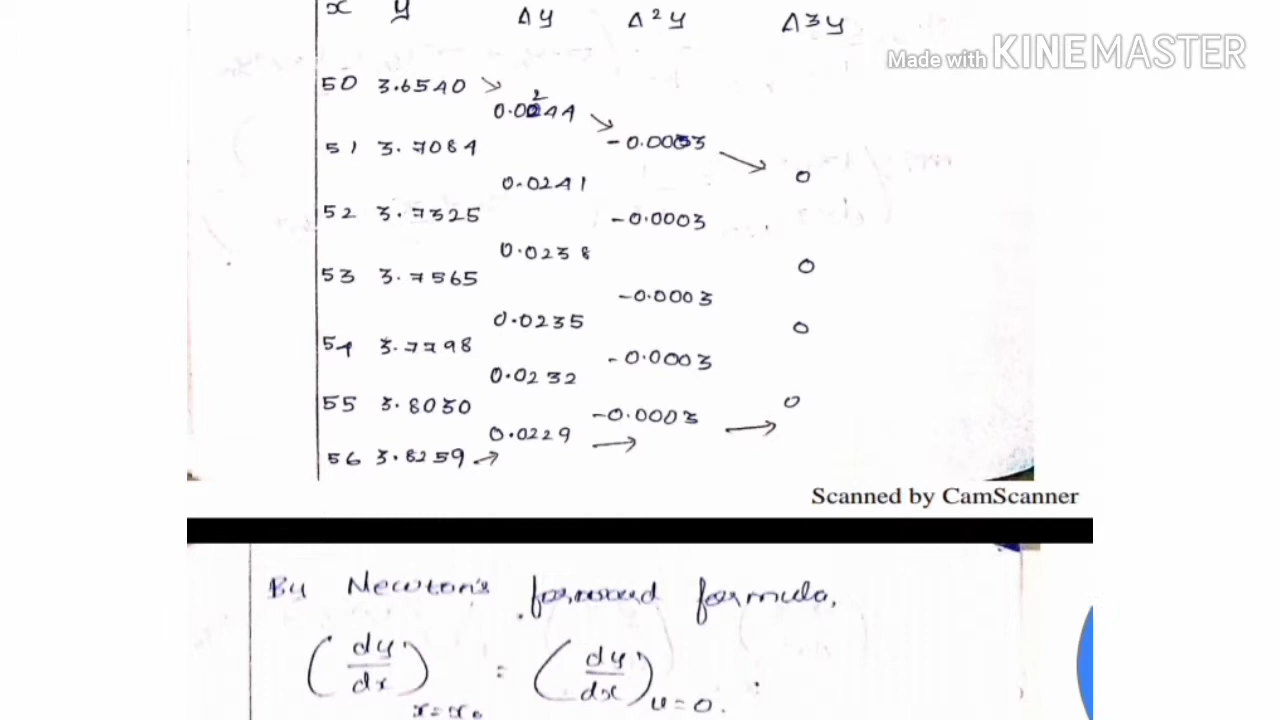 x y Δy Δ²y Δ3y
Made with KINEMASTER
50 3.6540
0.0244
51 3.7084 -0.0003
0.0241 0
52 3.7325 -0.0003
0.0238
53 3.7565 0
-0.0003
0.0235 0
54 3.7798 -0.0003
0.0232
55 3.8030 -0.0003 0
0.0229
56 3.8259
Scanned by CamScanner
By Newton's forward formula,
(dy/dx) x=x₀ = (dy/dx) u=0.